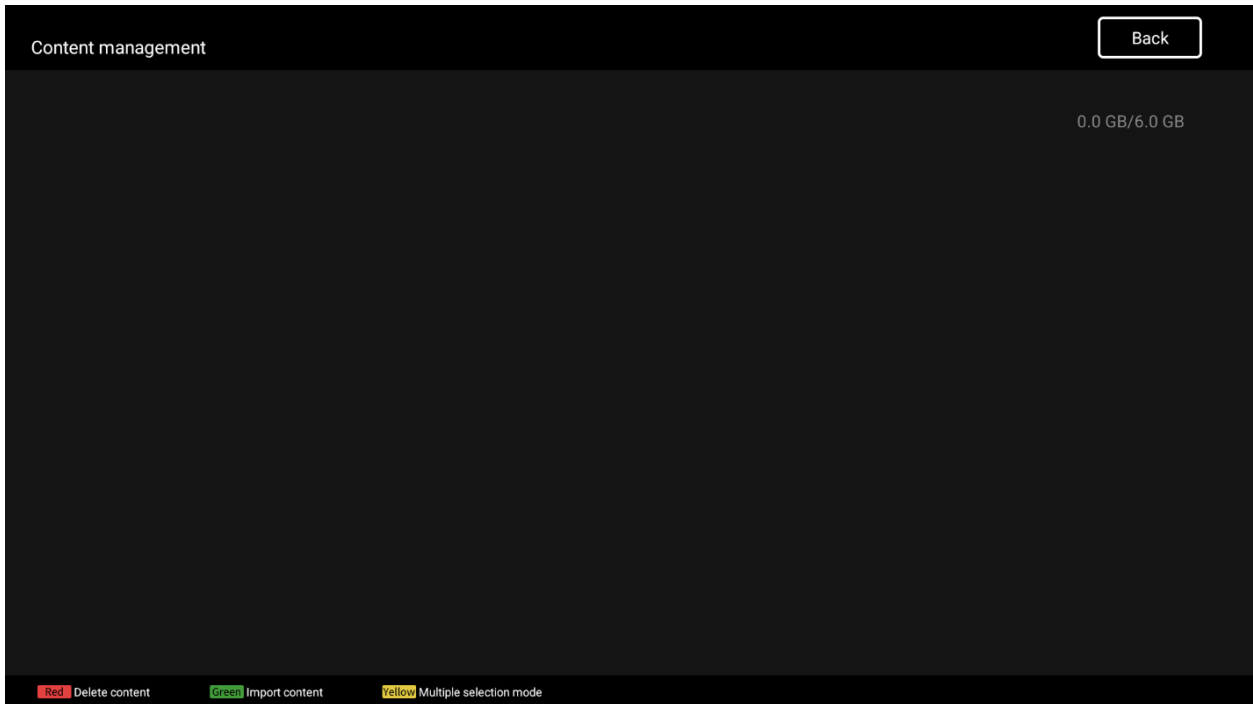 Content management
Back
0.0 GB/6.0 GB
Red Delete content Green Import content Yellow Multiple selection mode